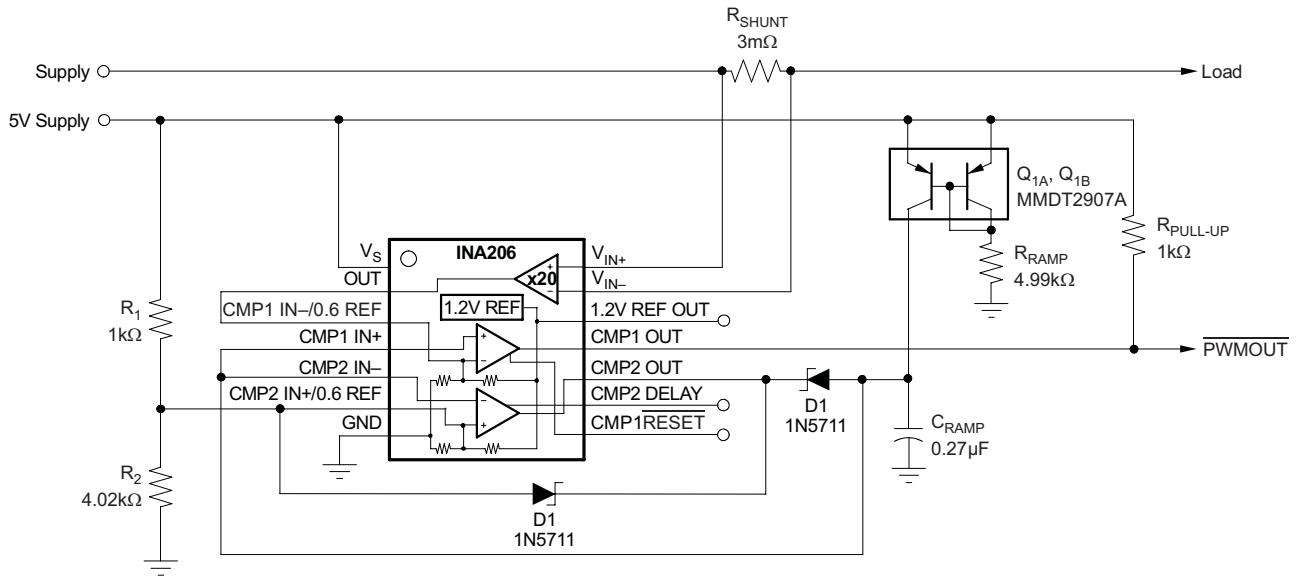 R_SHUNT
3mΩ
Supply
Load
5V Supply
Q_1A, Q_1B
MMDT2907A
R_PULL-UP
1kΩ
R_RAMP
4.99kΩ
INA206
V_S
V_IN+
OUT
x20
V_IN–
CMP1 IN–/0.6 REF
1.2V REF
1.2V REF OUT
R_1
1kΩ
CMP1 IN+
+
–
CMP1 OUT
PWMOUT
CMP2 IN–
CMP2 OUT
CMP2 IN+/0.6 REF
–
+
CMP2 DELAY
D1
1N5711
GND
CMP1RESET
C_RAMP
0.27µF
R_2
4.02kΩ
D1
1N5711